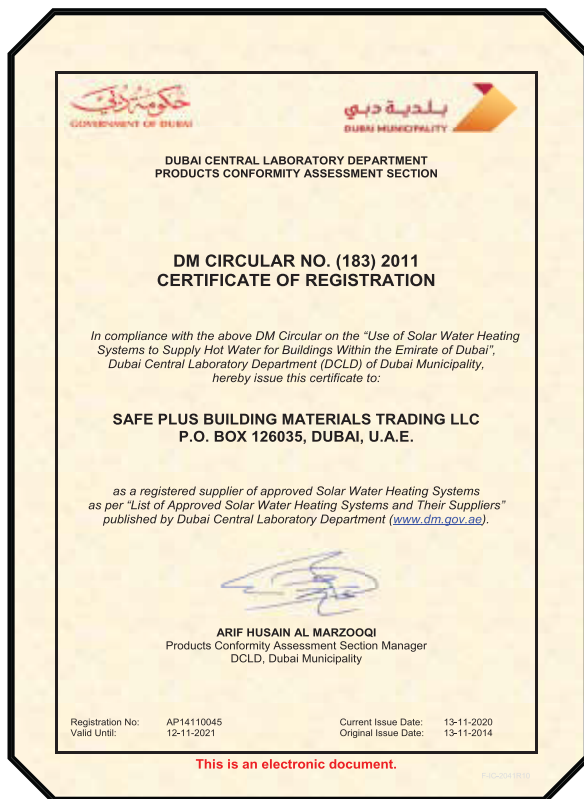 حكومة دبي
GOVERNMENT OF DUBAI
بلدية دبي
DUBAI MUNICIPALITY
DUBAI CENTRAL LABORATORY DEPARTMENT
PRODUCTS CONFORMITY ASSESSMENT SECTION
DM CIRCULAR NO. (183) 2011
CERTIFICATE OF REGISTRATION
In compliance with the above DM Circular on the “Use of Solar Water Heating
Systems to Supply Hot Water for Buildings Within the Emirate of Dubai”,
Dubai Central Laboratory Department (DCLD) of Dubai Municipality,
hereby issue this certificate to:
SAFE PLUS BUILDING MATERIALS TRADING LLC
P.O. BOX 126035, DUBAI, U.A.E.
as a registered supplier of approved Solar Water Heating Systems
as per “List of Approved Solar Water Heating Systems and Their Suppliers”
published by Dubai Central Laboratory Department (www.dm.gov.ae).
ARIF HUSAIN AL MARZOOQI
Products Conformity Assessment Section Manager
DCLD, Dubai Municipality
Registration No: AP14110045 Current Issue Date: 13-11-2020
Valid Until: 12-11-2021 Original Issue Date: 13-11-2014
This is an electronic document.